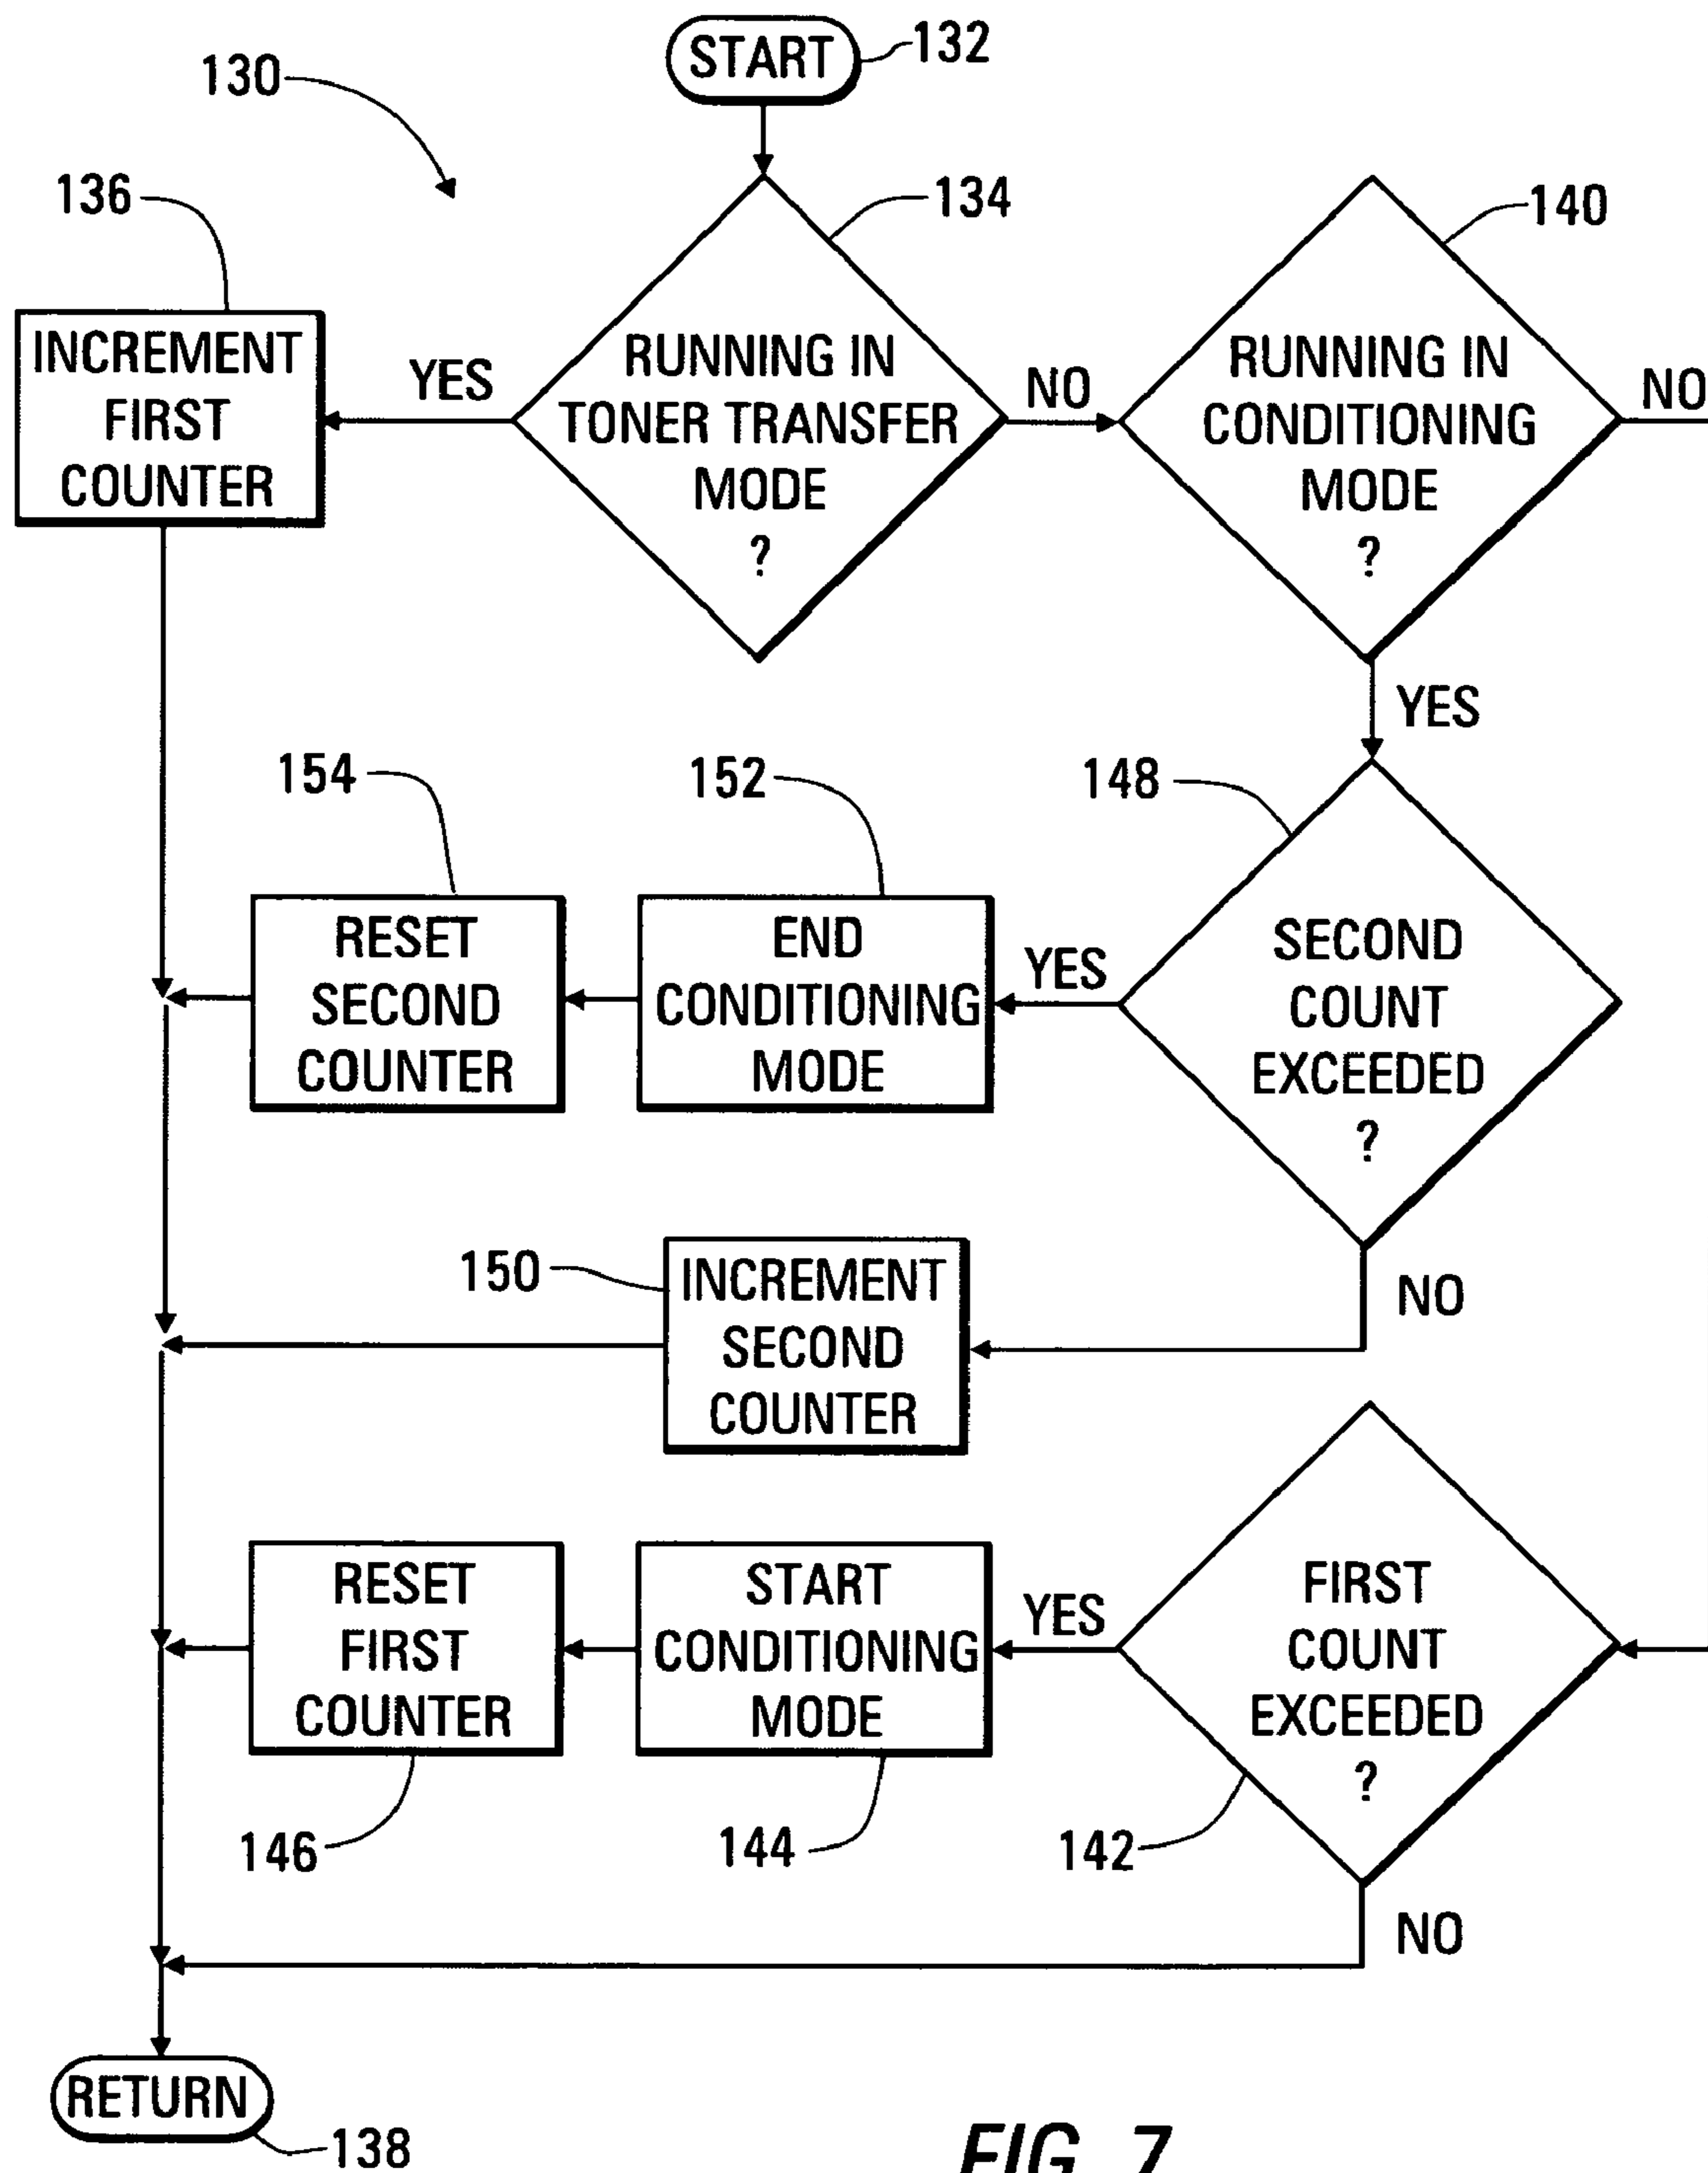 START
132
130
136
134
140
INCREMENT
FIRST
COUNTER
YES
RUNNING IN
TONER TRANSFER
MODE
?
NO
RUNNING IN
CONDITIONING
MODE
?
NO
YES
154
152
148
RESET
SECOND
COUNTER
END
CONDITIONING
MODE
YES
SECOND
COUNT
EXCEEDED
?
150
INCREMENT
SECOND
COUNTER
NO
RESET
FIRST
COUNTER
START
CONDITIONING
MODE
YES
FIRST
COUNT
EXCEEDED
?
146
144
142
NO
RETURN
138
FIG. 7